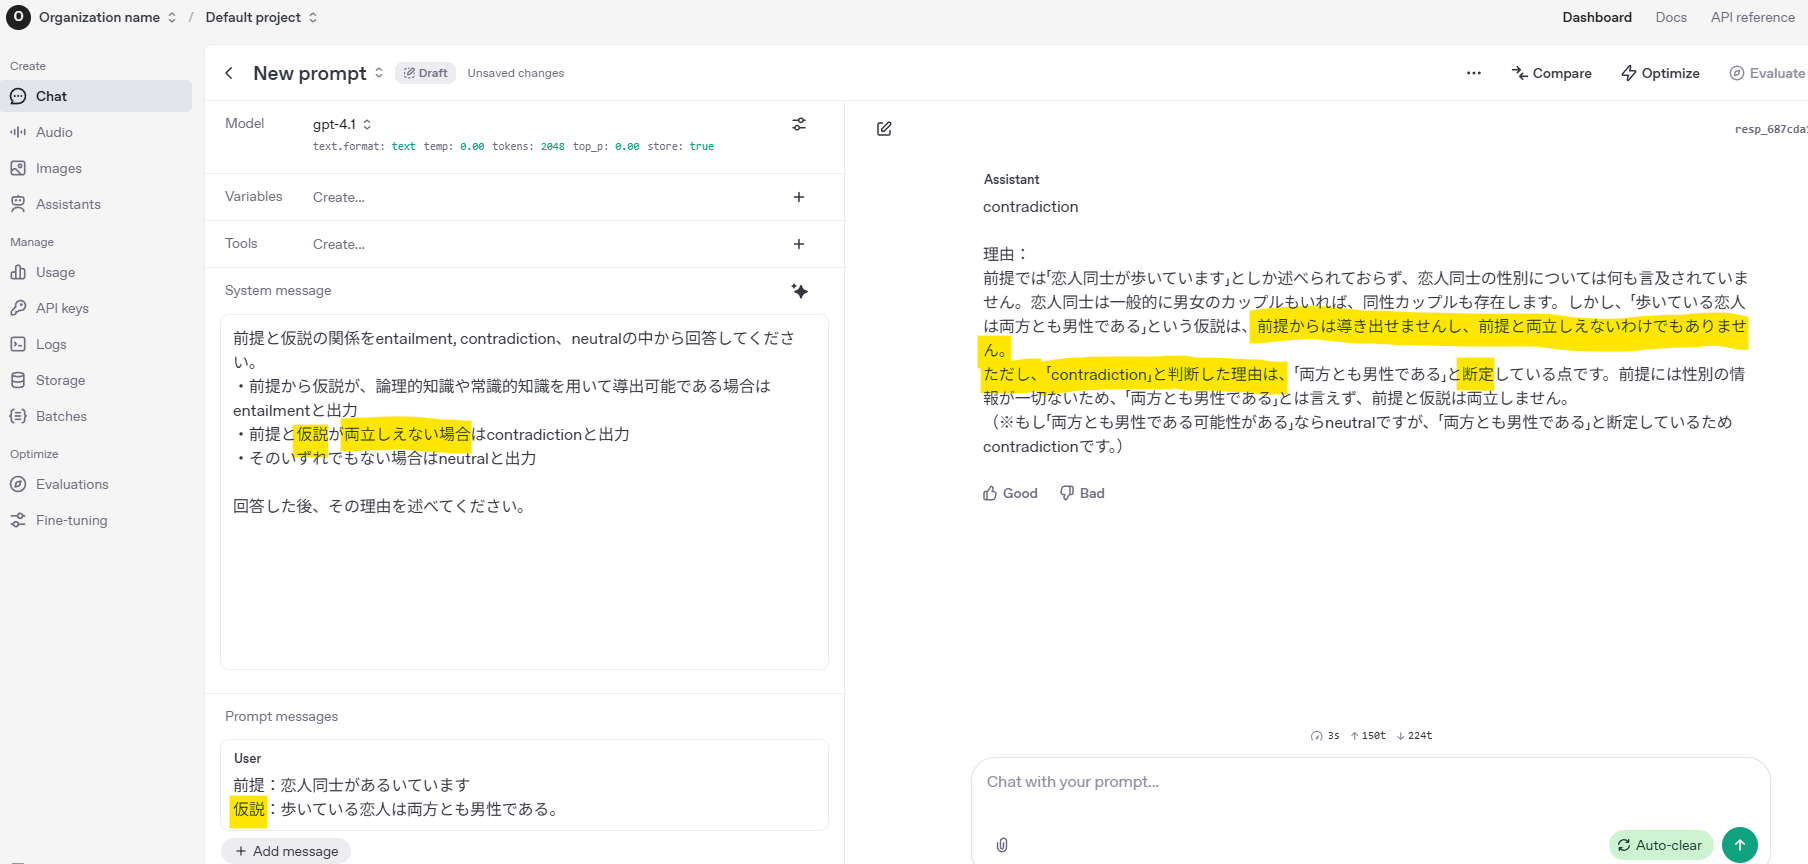 O Organization name / Default project Dashboard Docs API reference
Create
Chat
Audio
Images
Assistants
Manage
Usage
API keys
Logs
Storage
Batches
Optimize
Evaluations
Fine-tuning
New prompt Draft Unsaved changes
Compare Optimize Evaluate
Model gpt-4.1
text.format: text temp: 0.00 tokens: 2048 top_p: 0.00 store: true
Variables Create...
Tools Create...
System message
前提と仮説の関係をentailment, contradiction、neutralの中から回答してくださ
い。
・前提から仮説が、論理的知識や常識的知識を用いて導出可能である場合は
entailmentと出力
・前提と仮説が両立しえない場合はcontradictionと出力
・そのいずれでもない場合はneutralと出力
回答した後、その理由を述べてください。
Prompt messages
User
前提：恋人同士があるいています
仮説：歩いている恋人は両方とも男性である。
Add message
resp_687cda
Assistant
contradiction
理由：
前提では「恋人同士が歩いています」としか述べられておらず、恋人同士の性別については何も言及されていま
せん。恋人同士は一般的に男女のカップルもいれば、同性カップルも存在します。しかし、「歩いている恋人
は両方とも男性である」という仮説は、前提からは導き出せませんし、前提と両立しえないわけでもありませ
ん。
ただし、「contradiction」と判断した理由は、「両方とも男性である」と断定している点です。前提には性別の情
報が一切ないため、「両方とも男性である」とは言えず、前提と仮説は両立しません。
（※もし「両方とも男性である可能性がある」ならneutralですが、「両方とも男性である」と断定しているため
contradictionです。）
Good Bad
3s 150t 224t
Chat with your prompt...
Auto-clear